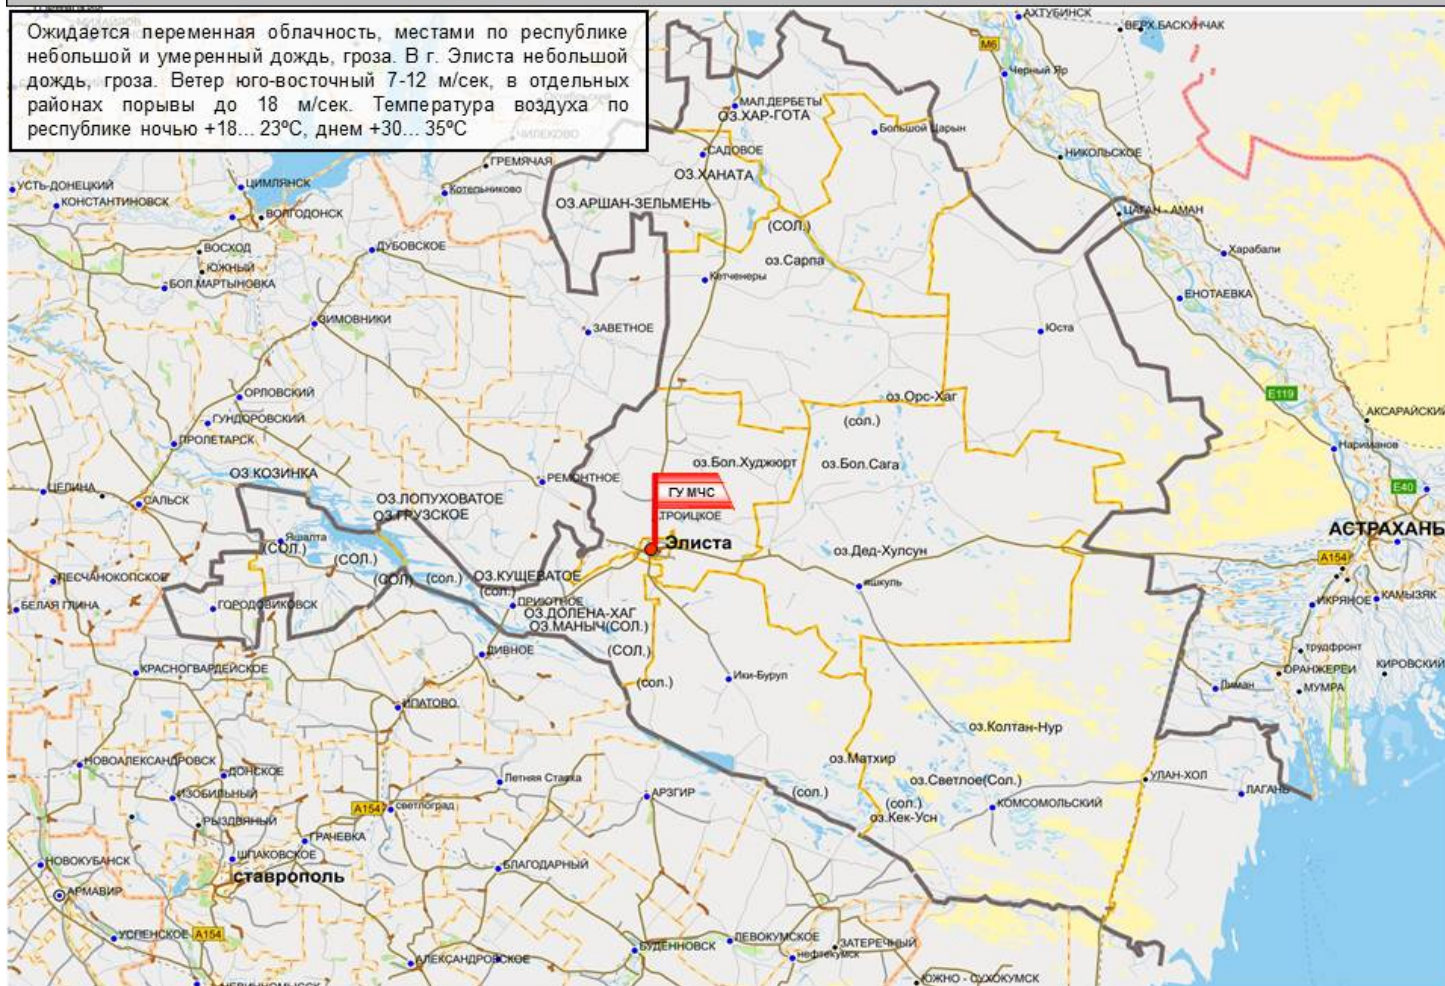 Ожидается переменная облачность, местами по республике
небольшой и умеренный дождь, гроза. В г. Элиста небольшой
дождь, гроза. Ветер юго-восточный 7-12 м/сек, в отдельных
районах порывы до 18 м/сек. Температура воздуха по
республике ночью +18... 23ºС, днем +30... 35ºС
АХТУБИНСК
ВЕРХ.БАСКУНЧАК
М6
Черный Яр
МАЛ.ДЕРБЕТЫ
ОЗ.ХАР-ГОТА
Большой Царын
ЧИЛЕКОВО
САДОВОЕ
НИКОЛЬСКОЕ
ГРЕМЯЧАЯ
ОЗ.ХАНАТА
УСТЬ-ДОНЕЦКИЙ
ЦИМЛЯНСК
Котельниково
КОНСТАНТИНОВСК
ОЗ.АРШАН-ЗЕЛЬМЕНЬ
ЦАГАН - АМАН
ВОЛГОДОНСК
(СОЛ.)
ВОСХОД
ДУБОВСКОЕ
Харабали
ЮЖНЫЙ
оз.Сарпа
БОЛ.МАРТЫНОВКА
Кетченеры
ЕНОТАЕВКА
ЗИМОВНИКИ
ЗАВЕТНОЕ
Юста
ОРЛОВСКИЙ
оз.Орс-Хаг
Е119
ГУНДОРОВСКИЙ
(сол.)
АКСАРАЙСКИЙ
ПРОЛЕТАРСК
Нариманов
ОЗ.КОЗИНКА
оз.Бол.Худжюрт
оз.Бол.Сага
РЕМОНТНОЕ
ЦЕЛИНА
ГУ МЧС
Е40
САЛЬСК
ОЗ.ЛОПУХОВАТОЕ
ОЗ.ГРУЗСКОЕ
.ТРОИЦКОЕ
АСТРАХАНЬ
Яшалта
Элиста
(СОЛ.)
(СОЛ.)
оз.Дед-Хулсун
А154
ПЕСЧАНОКОПСКОЕ
(СОЛ)
(сол.)
ОЗ.КУЩЕВАТОЕ
(сол.)
яшкуль
БЕЛАЯ ГЛИНА
ГОРОДОВИКОВСК
ПРИЮТНОЕ
ИКРЯНОЕ
КАМЫЗЯК
ОЗ.ДОЛЕНА-ХАГ
ОЗ.МАНЫЧ(СОЛ.)
ДИВНОЕ
(СОЛ.)
трудфронт
КРАСНОГВАРДЕЙСКОЕ
ОРАНЖЕРЕИ
КИРОВСКИЙ
(сол.)
Ики-Бурул
Лиман
МУМРА
ИПАТОВО
оз.Колтан-Нур
НОВОАЛЕКСАНДРОВСК
оз.Матхир
ДОНСКОЕ
Летняя Ставка
оз.Светлое(Сол.)
УЛАН-ХОЛ
ИЗОБИЛЬНЫЙ
АРЗГИР
(сол.)
ЛАГАНЬ
А154
светлоград
(сол.)
КОМСОМОЛЬСКИЙ
РЫЗДВЯНЫЙ
оз.Кек-Усн
ГРАЧЕВКА
НОВОКУБАНСК
ШПАКОВСКОЕ
БЛАГОДАРНЫЙ
ставрополь
АРМАВИР
УСПЕНСКОЕ
А154
БУДЕННОВСК
ЛЕВОКУМСКОЕ
ЗАТЕРЕЧНЫЙ
нефтекумск
АЛЕКСАНДРОВСКОЕ
ЮЖНО - СУХОКУМСК